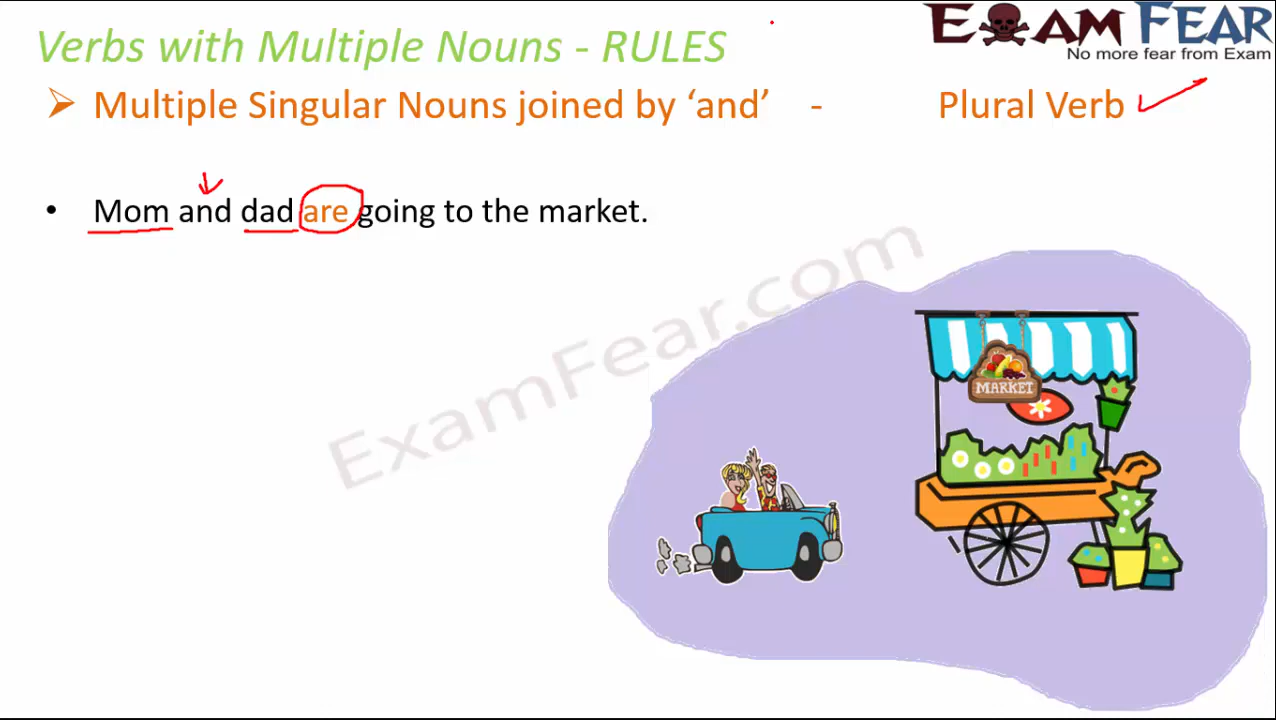 Verbs with Multiple Nouns - RULES
EXAM FEAR
No more fear from Exam
➢ Multiple Singular Nouns joined by ‘and’ - Plural Verb
• Mom and dad are going to the market.
ExamFear.com
MARKET